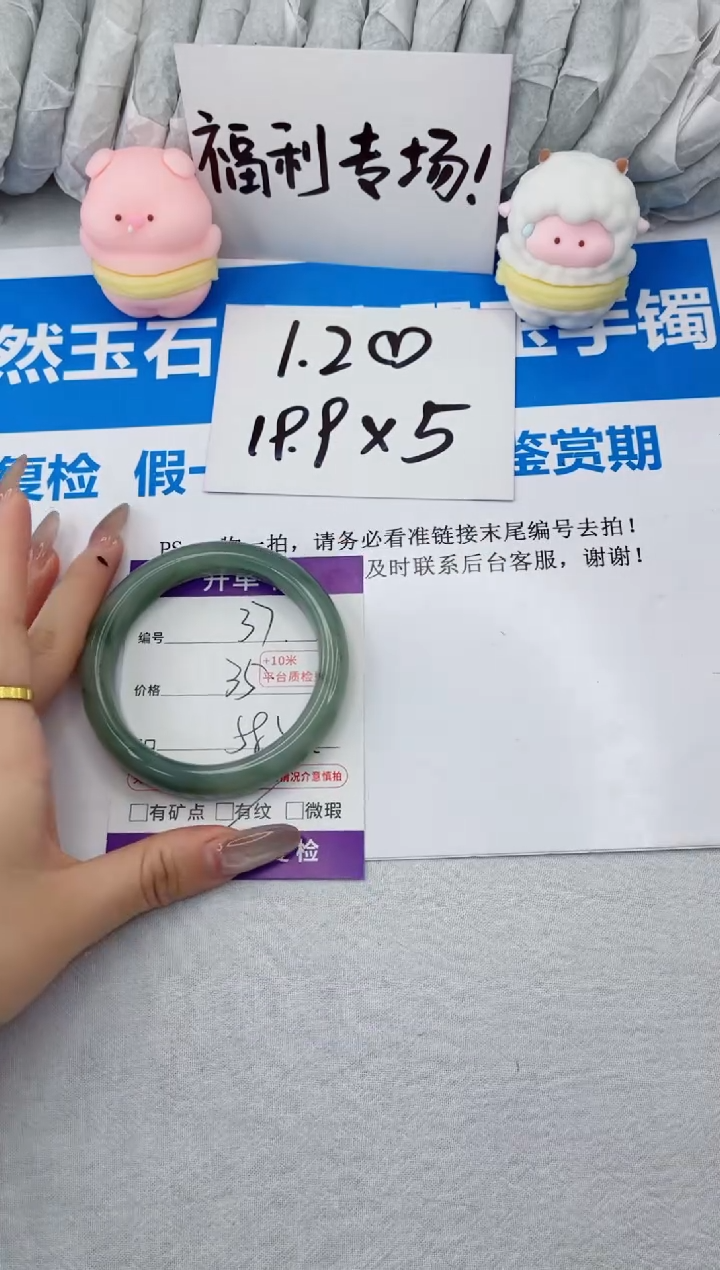 福利专场!
然玉石
玉手镯
1.2♡
19.9×5
复检 假一
鉴赏期
PS 物一拍，请务必看准链接末尾编号去拍！
及时联系后台客服，谢谢！
开单
编号 37.
价格 35
+10米
平台质检
58
情况介意慎拍
□有矿点 □有纹 □微瑕
复检